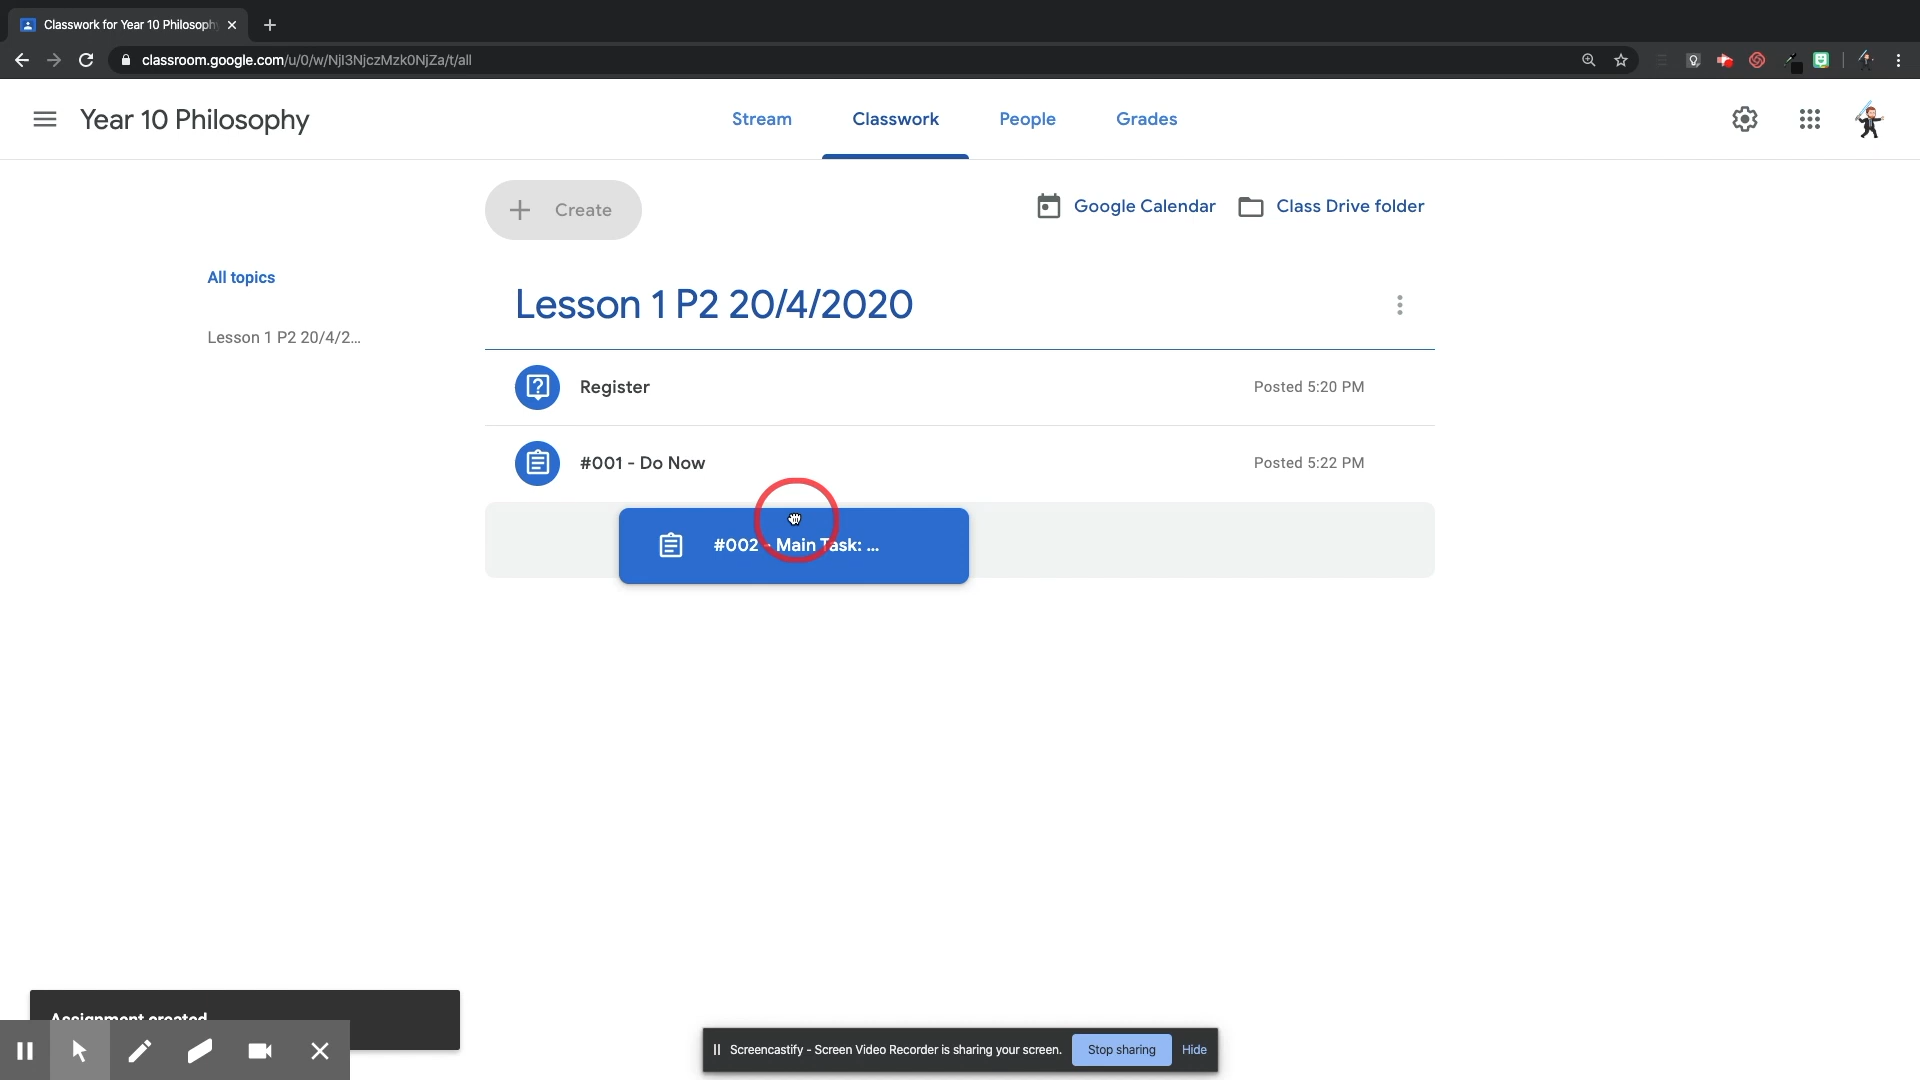 Classwork for Year 10 Philosoph
classroom.google.com/u/0/w/NjI3NjczMzk0NjZa/t/all
Year 10 Philosophy
Stream
Classwork
People
Grades
Create
Google Calendar
Class Drive folder
All topics
Lesson 1 P2 20/4/2...
Lesson 1 P2 20/4/2020
Register
Posted 5:20 PM
#001 - Do Now
Posted 5:22 PM
#002 - Main Task: ...
Assignment created
Screencastify - Screen Video Recorder is sharing your screen.
Stop sharing
Hide